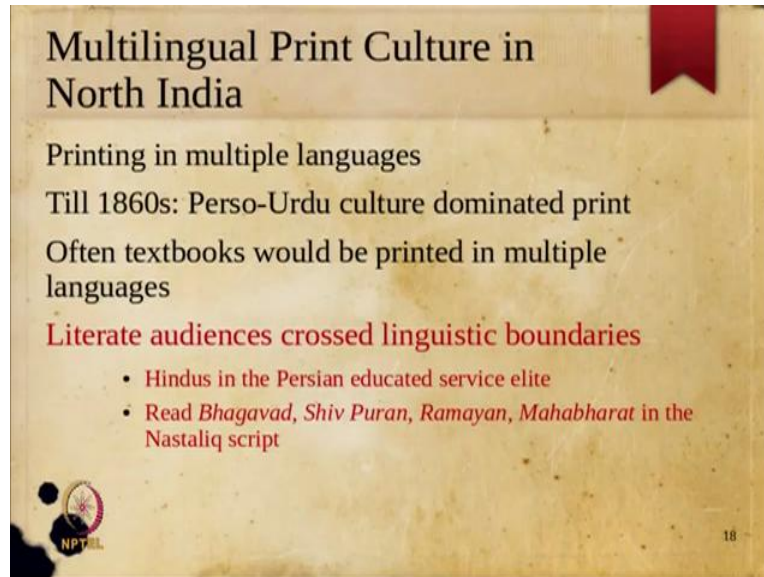 Multilingual Print Culture in
North India
Printing in multiple languages
Till 1860s: Perso-Urdu culture dominated print
Often textbooks would be printed in multiple
languages
Literate audiences crossed linguistic boundaries
• Hindus in the Persian educated service elite
• Read Bhagavad, Shiv Puran, Ramayan, Mahabharat in the
Nastaliq script
NPTEL
18